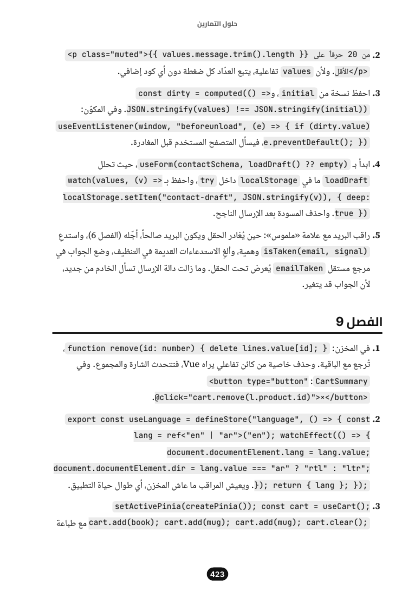 حلول التمارين
2. <p class="muted">{{ values.message.trim().length }} من 20 حرفاً على
الأقل</p>. ولأن values تفاعلية، يتبع العدّاد كل ضغطة دون أي كود إضافي.
3. احفظ نسخة من initial، و const dirty = computed(() =>
JSON.stringify(values) !== JSON.stringify(initial)). وفي المكوّن:
useEventListener(window, "beforeunload", (e) => { if (dirty.value)
e.preventDefault(); }). فيسأل المتصفح المستخدم قبل المغادرة.
4. ابدأ بـ useForm(contactSchema, loadDraft() ?? empty)، حيث تحلل
loadDraft ما في localStorage داخل try، واحفظ بـ watch(values, (v) =>
localStorage.setItem("contact-draft", JSON.stringify(v)), { deep:
true }). واحذف المسودة بعد الإرسال الناجح.
5. راقب البريد مع علامة «ملموس»: حين يُغادر الحقل ويكون البريد صالحاً، أجّله (الفصل 6)، واستدع
isTaken(email, signal) وهمية، وألغِ الاستدعاءات القديمة في التنظيف، وضع الجواب في
مرجع مستقل emailTaken يُعرض تحت الحقل. وما زالت دالة الإرسال تسأل الخادم من جديد،
لأن الجواب قد يتغير.
الفصل 9
1. في المخزن: function remove(id: number) { delete lines.value[id]; }،
تُرجع مع الباقية. وحذف خاصية من كائن تفاعلي يراه Vue، فتتحدث الشارة والمجموع. وفي
CartSummary: <button type="button"
@click="cart.remove(l.product.id)">×</button>.
2. export const useLanguage = defineStore("language", () => { const
lang = ref<"en" | "ar">("en"); watchEffect(() => {
document.documentElement.lang = lang.value;
document.documentElement.dir = lang.value === "ar" ? "rtl" : "ltr";
}); return { lang }; });. ويعيش المراقب ما عاش المخزن، أي طوال حياة التطبيق.
3. setActivePinia(createPinia()); const cart = useCart();
cart.add(book); cart.add(mug); cart.add(mug); cart.clear(); مع طباعة
423